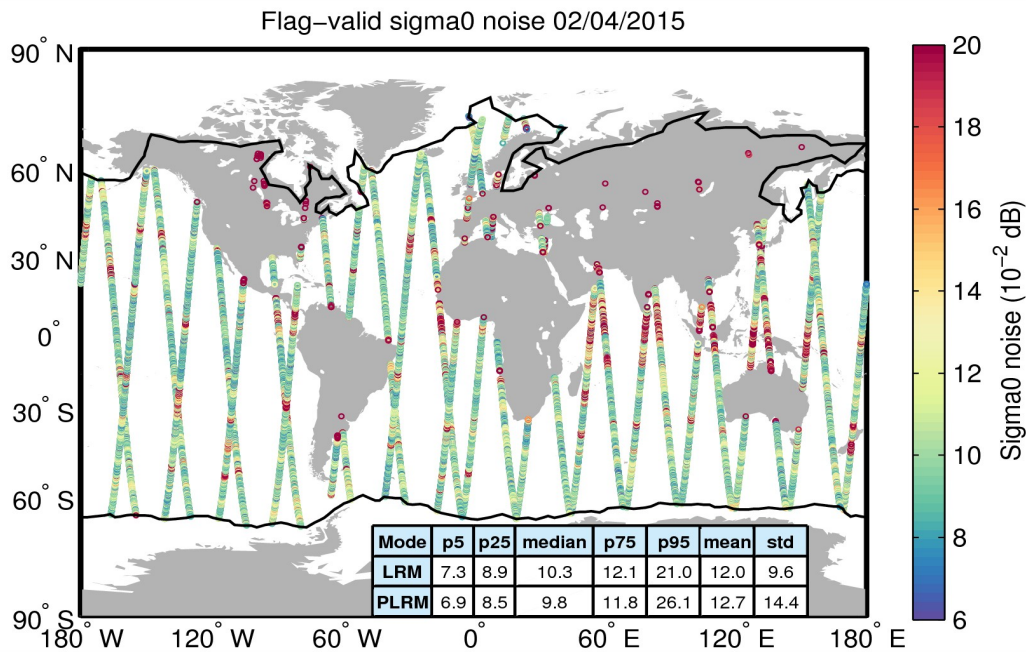 Flag−valid sigma0 noise 02/04/2015
90° N
60° N
30° N
0°
30° S
60° S
90° S
180° W
120° W
60° W
0°
60° E
120° E
180° E
Mode p5 p25 median p75 p95 mean std
LRM 7.3 8.9 10.3 12.1 21.0 12.0 9.6
PLRM 6.9 8.5 9.8 11.8 26.1 12.7 14.4
20
18
16
14
12
10
8
6
Sigma0 noise (10⁻² dB)